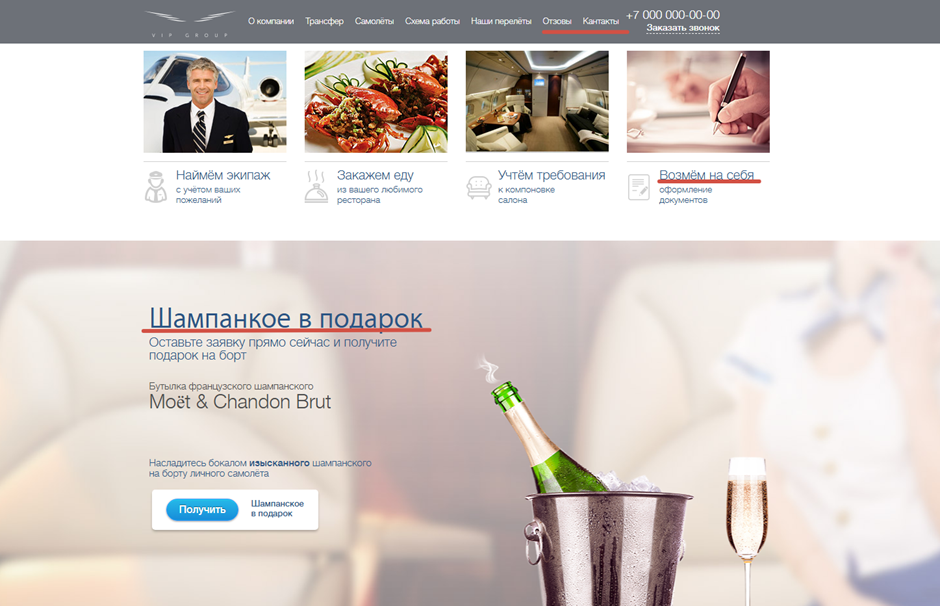 О компании Трансфер Самолёты Схема работы Наши перелёты Отзовы Кантакты +7 000 000-00-00
VIP GROUP Заказать звонок
Наймём экипаж
с учётом ваших
пожеланий
Закажем еду
из вашего любимого
ресторана
Учтём требования
к компоновке
салона
Возмём на себя
оформление
документов
Шампанкое в подарок
Оставьте заявку прямо сейчас и получите
подарок на борт
Бутылка французского шампанского
Moët & Chandon Brut
Насладитесь бокалом изысканного шампанского
на борту личного самолёта
Получить
Шампанское
в подарок